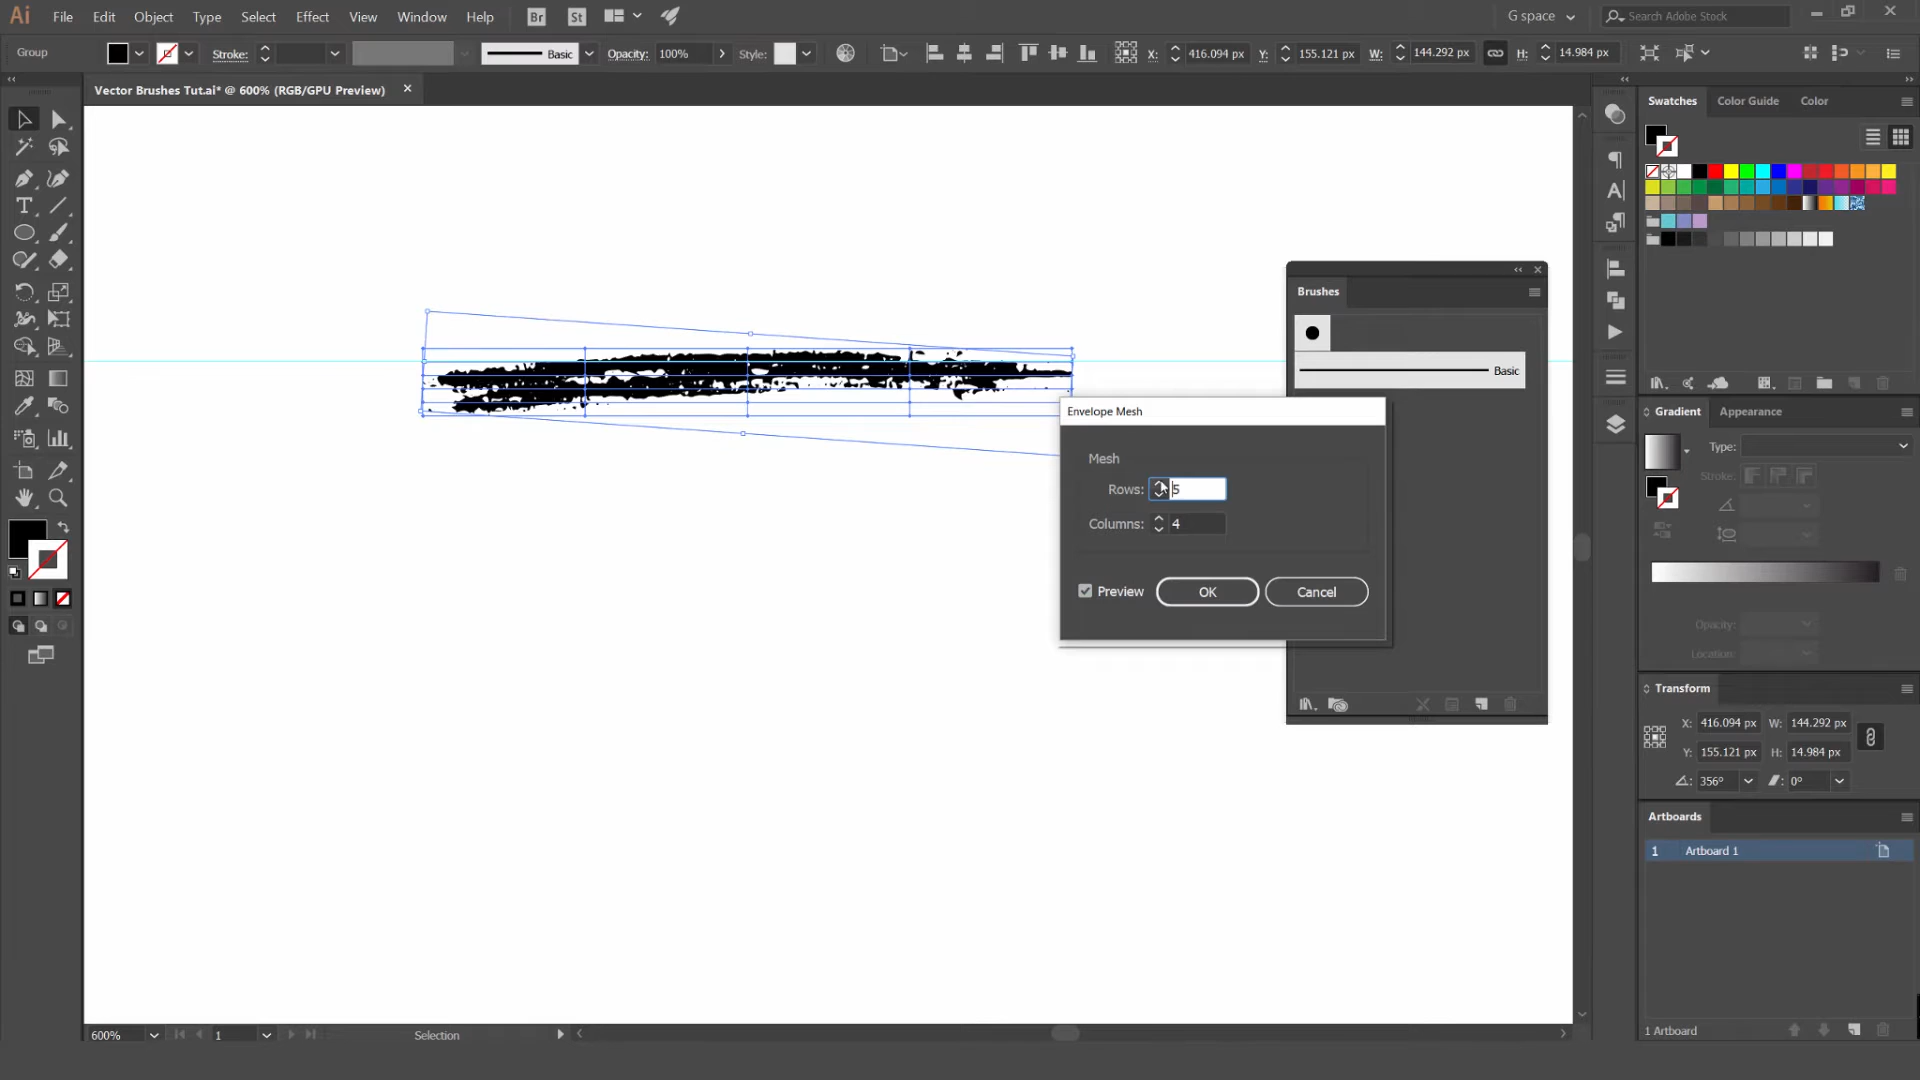 Ai File Edit Object Type Select Effect View Window Help Br St G space Search Adobe Stock
Group Stroke: Basic Opacity: 100% Style: X: 416.094 px Y: 155.121 px W: 144.292 px H: 14.984 px
Vector Brushes Tut.ai* @ 600% (RGB/GPU Preview)
Swatches Color Guide Color
Brushes
Basic
Envelope Mesh
Mesh
Rows: 5
Columns: 4
Preview OK Cancel
Gradient Appearance
Type:
Stroke:
Opacity:
Location:
Transform
X: 416.094 px W: 144.292 px
Y: 155.121 px H: 14.984 px
356° 0°
Artboards
1 Artboard 1
1 Artboard
600% 1 Selection